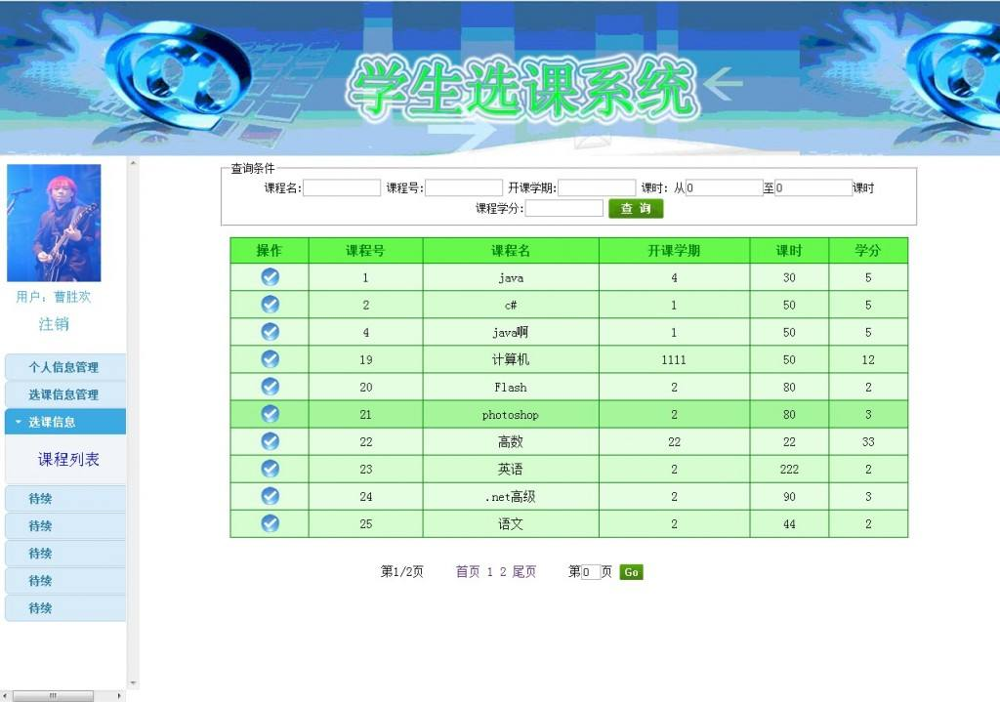 学生选课系统
用户：曹胜欢
注销
个人信息管理
选课信息管理
选课信息
课程列表
待续
待续
待续
待续
待续
查询条件
课程名: 课程号: 开课学期: 课时: 从0 至0 课时
课程学分: 查 询
操作 课程号 课程名 开课学期 课时 学分
1 java 4 30 5
2 c# 1 50 5
4 java啊 1 50 5
19 计算机 1111 50 12
20 Flash 2 80 2
21 photoshop 2 80 3
22 高数 22 22 33
23 英语 2 222 2
24 .net高级 2 90 3
25 语文 2 44 2
第1/2页 首页 1 2 尾页 第0页 Go